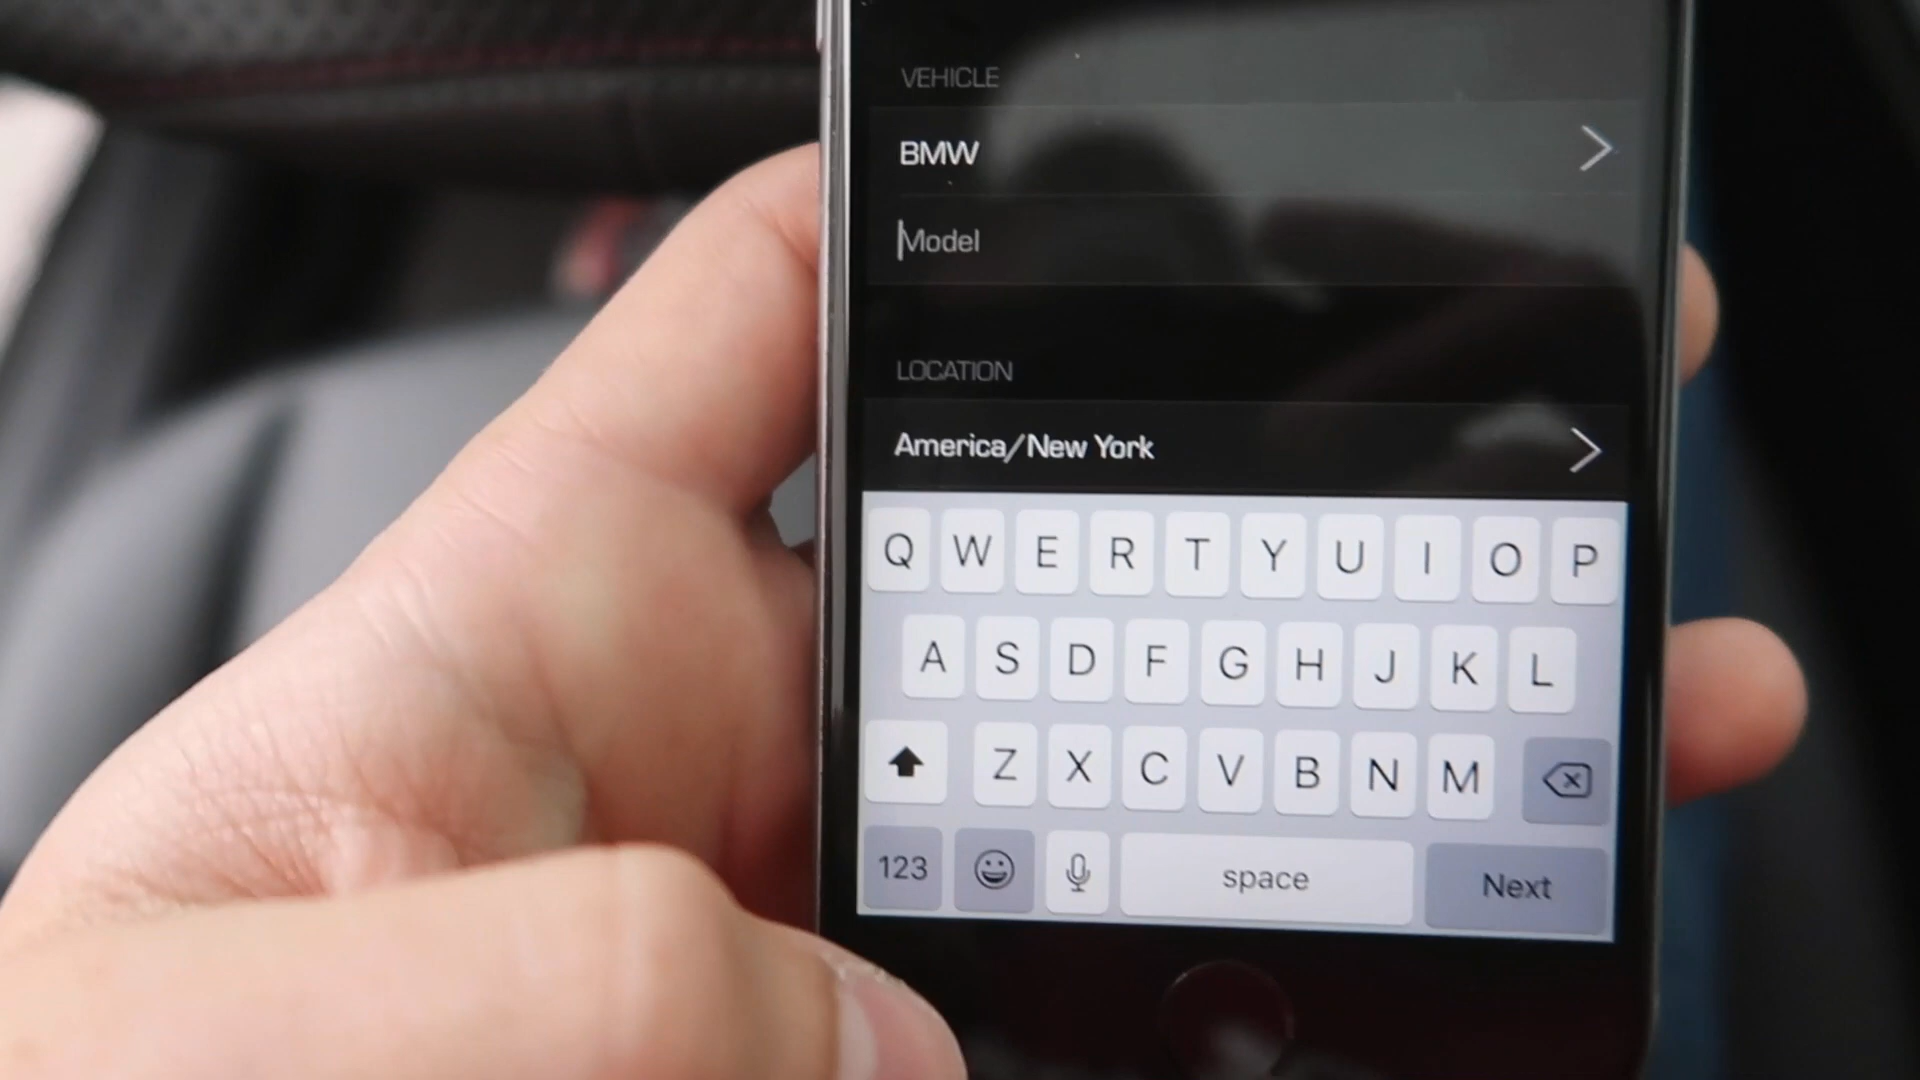 VEHICLE
BMW
Model
LOCATION
America/New York
Q W E R T Y U I O P
A S D F G H J K L
Z X C V B N M
123 space Next